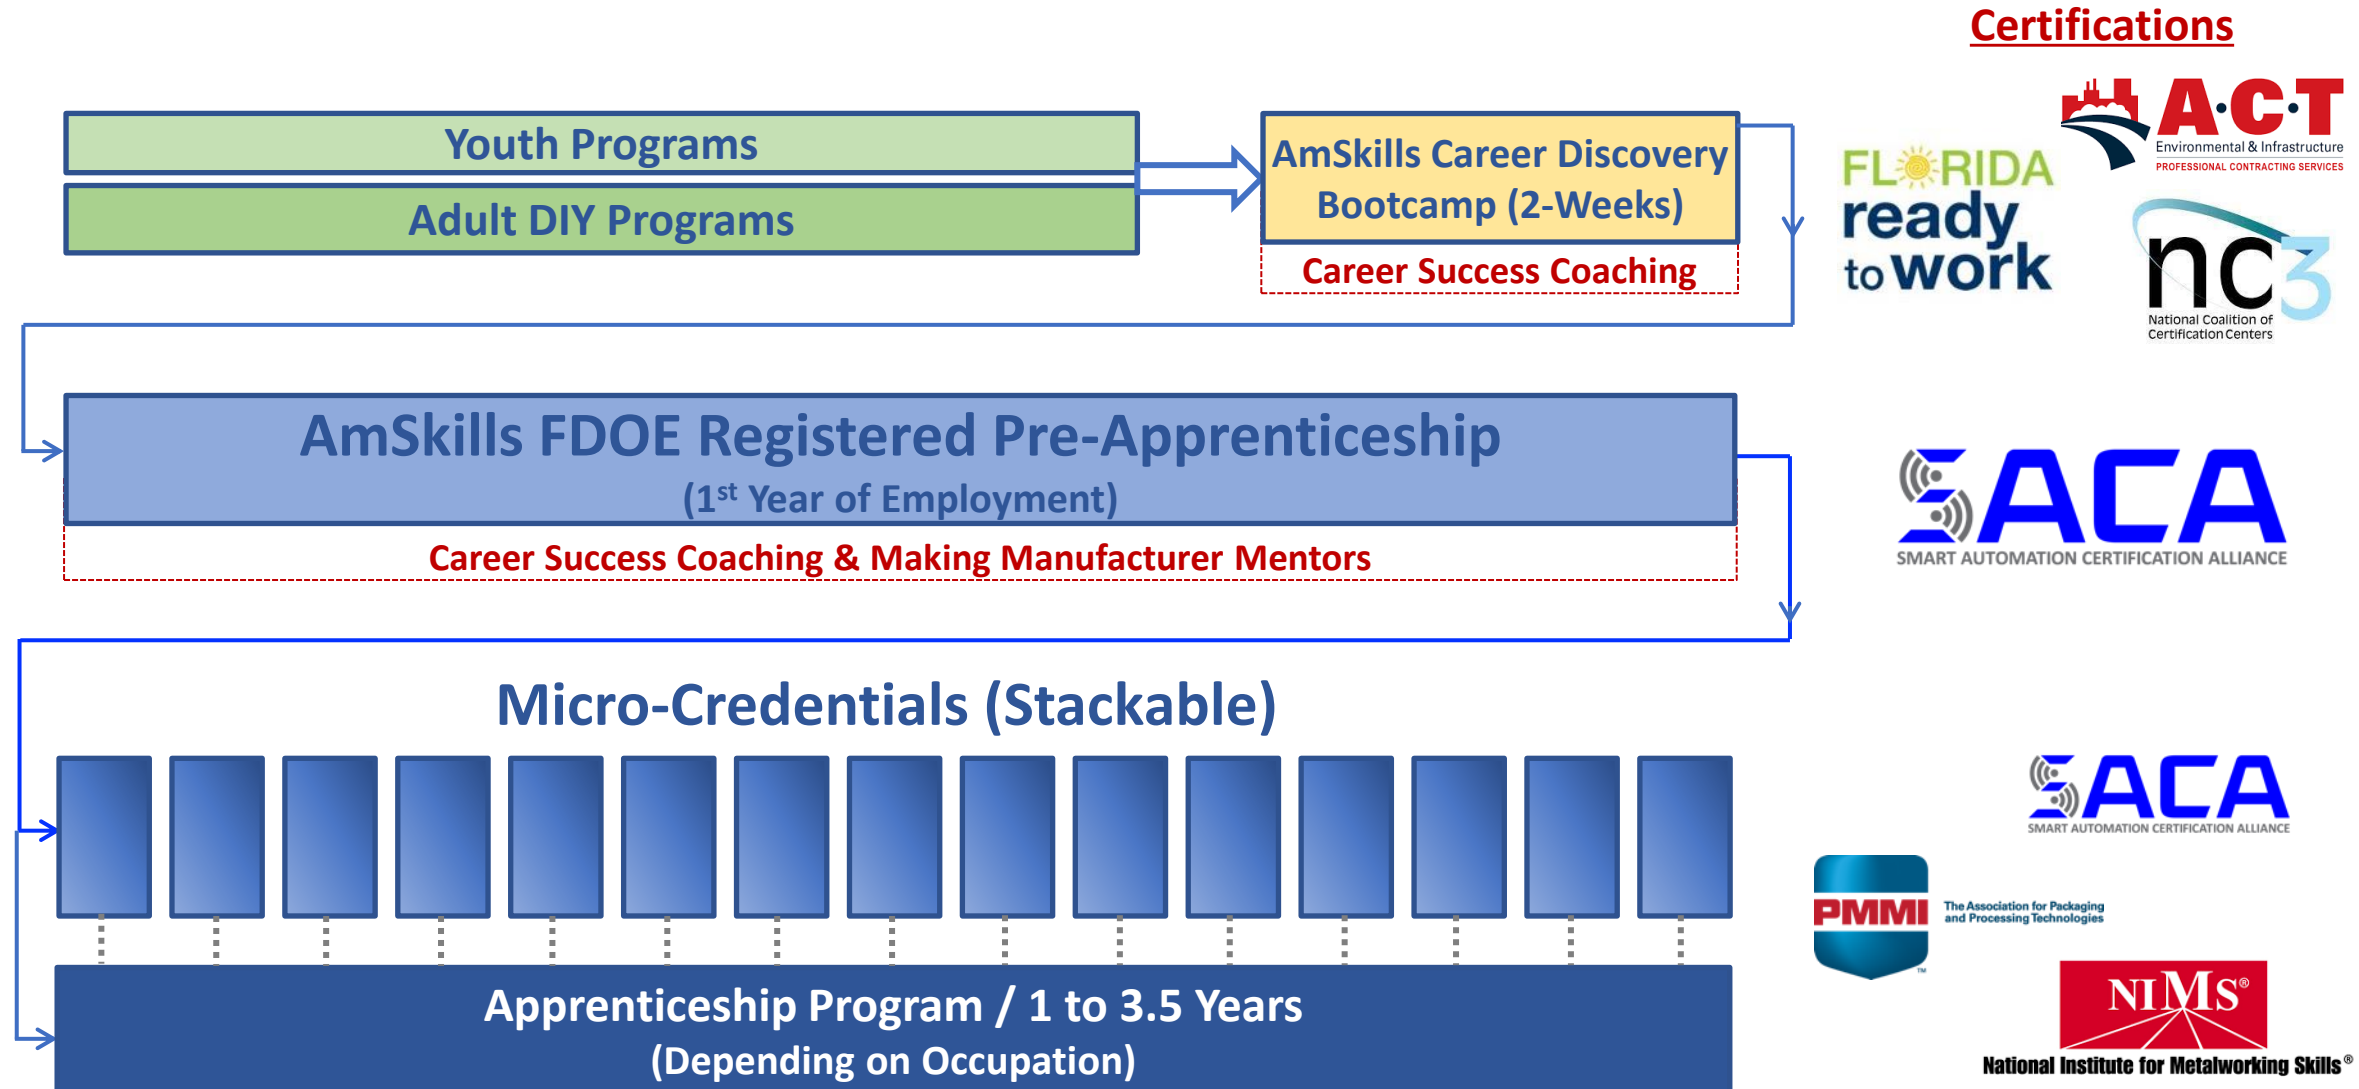 Certifications
Youth Programs
Adult DIY Programs
AmSkills Career Discovery
Bootcamp (2-Weeks)
Career Success Coaching
A·C·T
Environmental & Infrastructure
PROFESSIONAL CONTRACTING SERVICES
FLORIDA
ready
to work
nc3
National Coalition of
Certification Centers
AmSkills FDOE Registered Pre-Apprenticeship
(1st Year of Employment)
Career Success Coaching & Making Manufacturer Mentors
SACA
SMART AUTOMATION CERTIFICATION ALLIANCE
Micro-Credentials (Stackable)
SACA
SMART AUTOMATION CERTIFICATION ALLIANCE
PMMI
TM
The Association for Packaging
and Processing Technologies
Apprenticeship Program / 1 to 3.5 Years
(Depending on Occupation)
NIMS®
National Institute for Metalworking Skills®